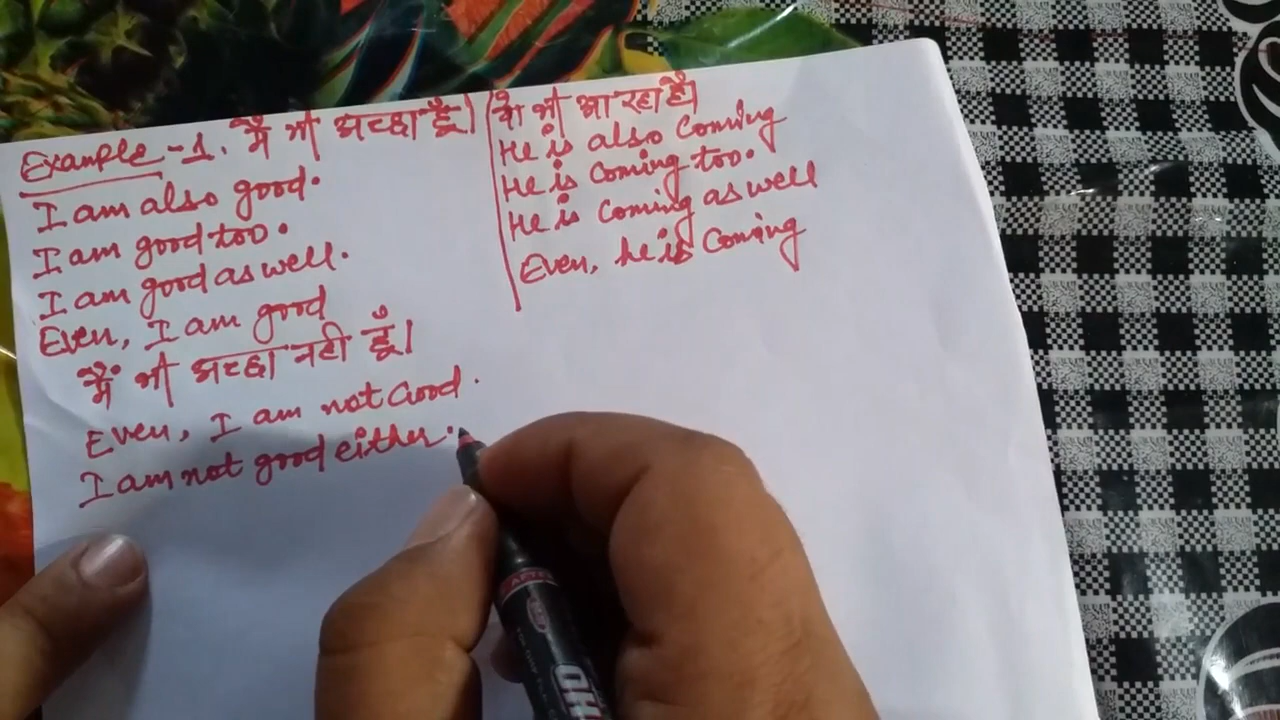 Example - 1. मैं भी अच्छा हूँ।
I am also good.
I am good too.
I am good as well.
Even, I am good
मैं भी अच्छा नही हूँ।
Even, I am not Good.
I am not good either.
वो भी आ रहा है।
He is also Coming
He is Coming too.
He is Coming as well
Even, he is Coming